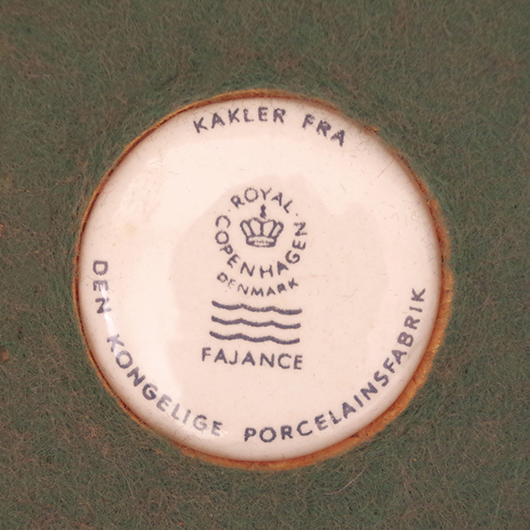 KAKLER FRA
ROYAL
COPENHAGEN
DENMARK
FAJANCE
DEN KONGELIGE PORCELAINSFABRIK